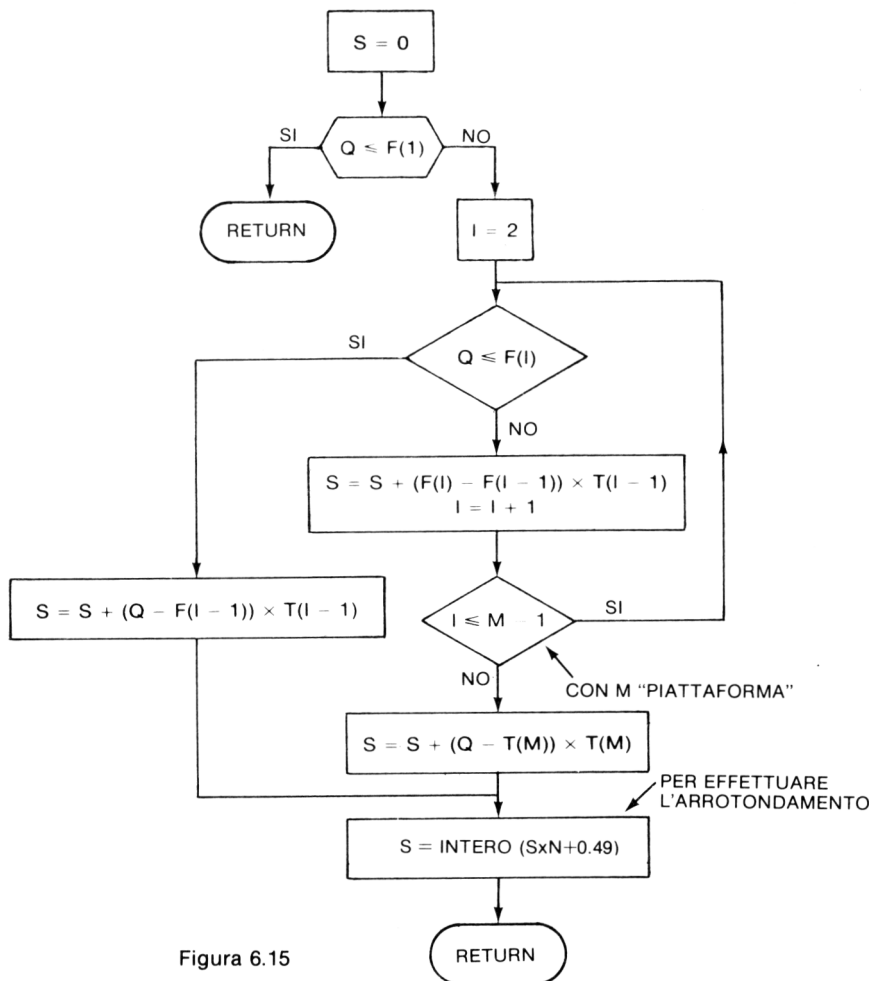 S = 0
SI
Q ≤ F(1)
NO
RETURN
I = 2
SI
Q ≤ F(I)
NO
S = S + (F(I) − F(I − 1)) × T(I − 1)
I = I + 1
S = S + (Q − F(I − 1)) × T(I − 1)
I ≤ M − 1
SI
NO
CON M "PIATTAFORMA"
S = S + (Q − T(M)) × T(M)
PER EFFETTUARE
L'ARROTONDAMENTO
S = INTERO (SxN+0.49)
Figura 6.15
RETURN